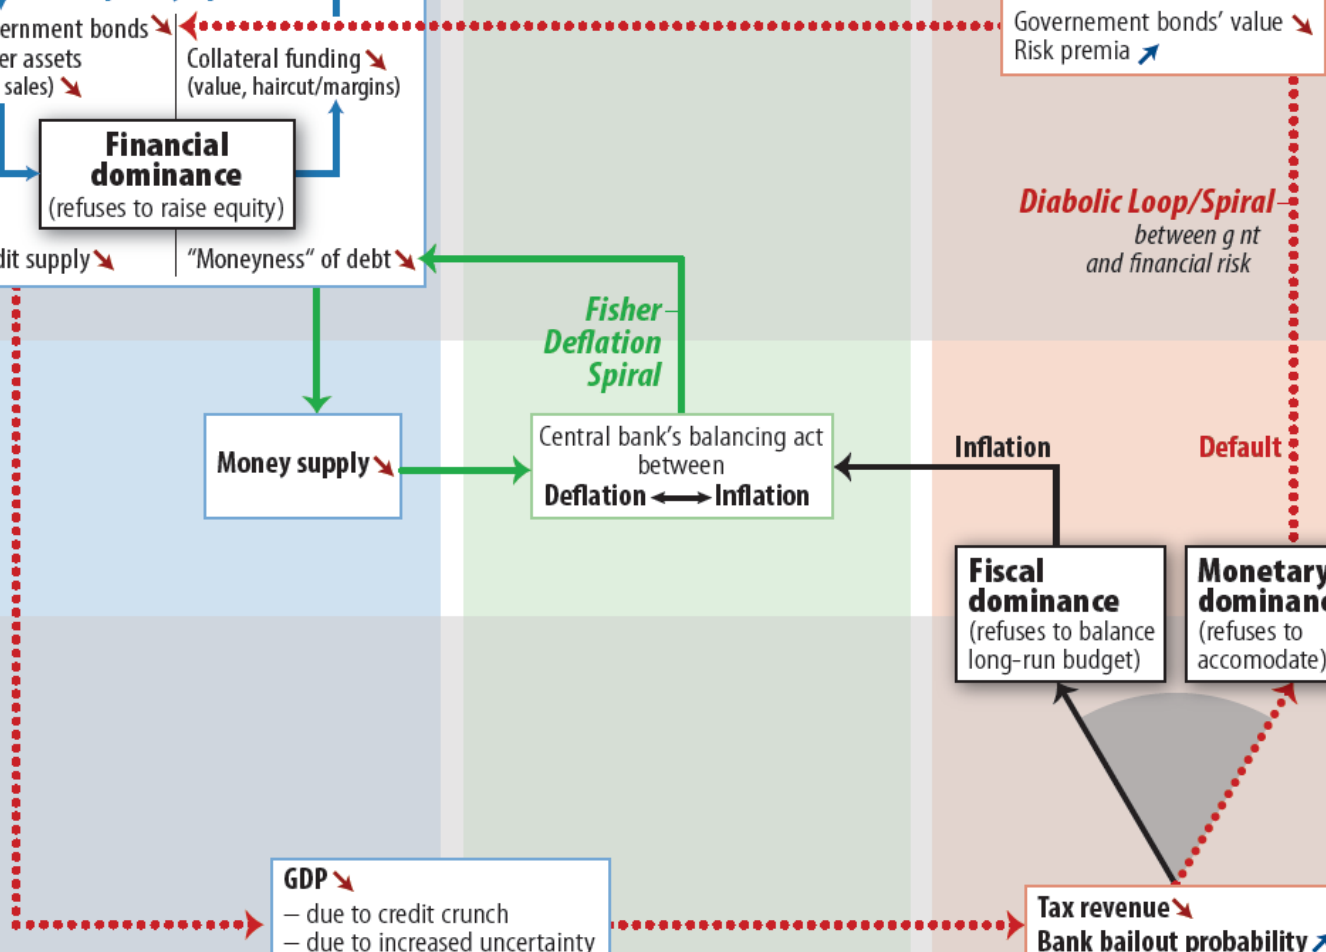 ernment bonds
er assets
sales)
Collateral funding
(value, haircut/margins)
Governement bonds' value
Risk premia
Financial
dominance
(refuses to raise equity)
dit supply
"Moneyness" of debt
Diabolic Loop/Spiral
between g nt
and financial risk
Fisher
Deflation
Spiral
Money supply
Central bank's balancing act
between
Deflation Inflation
Inflation
Default
Fiscal
dominance
(refuses to balance
long-run budget)
Monetary
dominanc
(refuses to
accomodate)
GDP
– due to credit crunch
– due to increased uncertainty
Tax revenue
Bank bailout probability